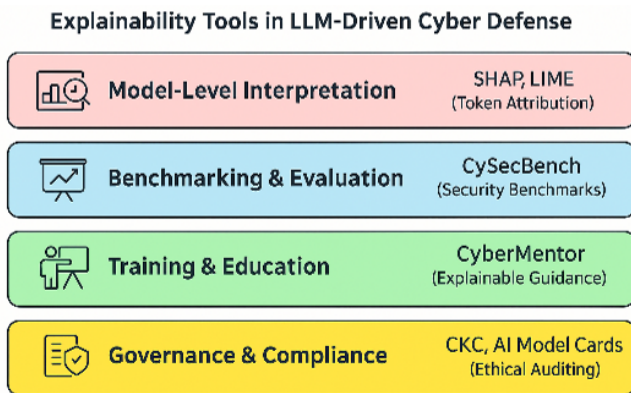 Explainability Tools in LLM-Driven Cyber Defense
Model-Level Interpretation
SHAP, LIME
(Token Attribution)
Benchmarking & Evaluation
CySecBench
(Security Benchmarks)
Training & Education
CyberMentor
(Explainable Guidance)
Governance & Compliance
CKC, AI Model Cards
(Ethical Auditing)